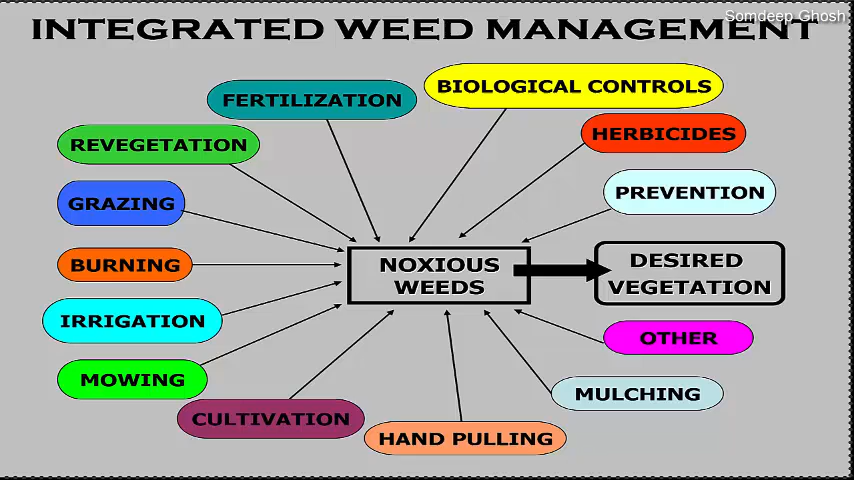 Somdeep Ghosh
INTEGRATED WEED MANAGEMENT
BIOLOGICAL CONTROLS
FERTILIZATION
HERBICIDES
REVEGETATION
PREVENTION
GRAZING
BURNING
NOXIOUS
WEEDS
DESIRED
VEGETATION
IRRIGATION
OTHER
MOWING
MULCHING
CULTIVATION
HAND PULLING